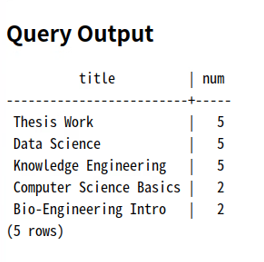 Query Output
title | num
-------------------------+-----
Thesis Work | 5
Data Science | 5
Knowledge Engineering | 5
Computer Science Basics | 2
Bio-Engineering Intro | 2
(5 rows)